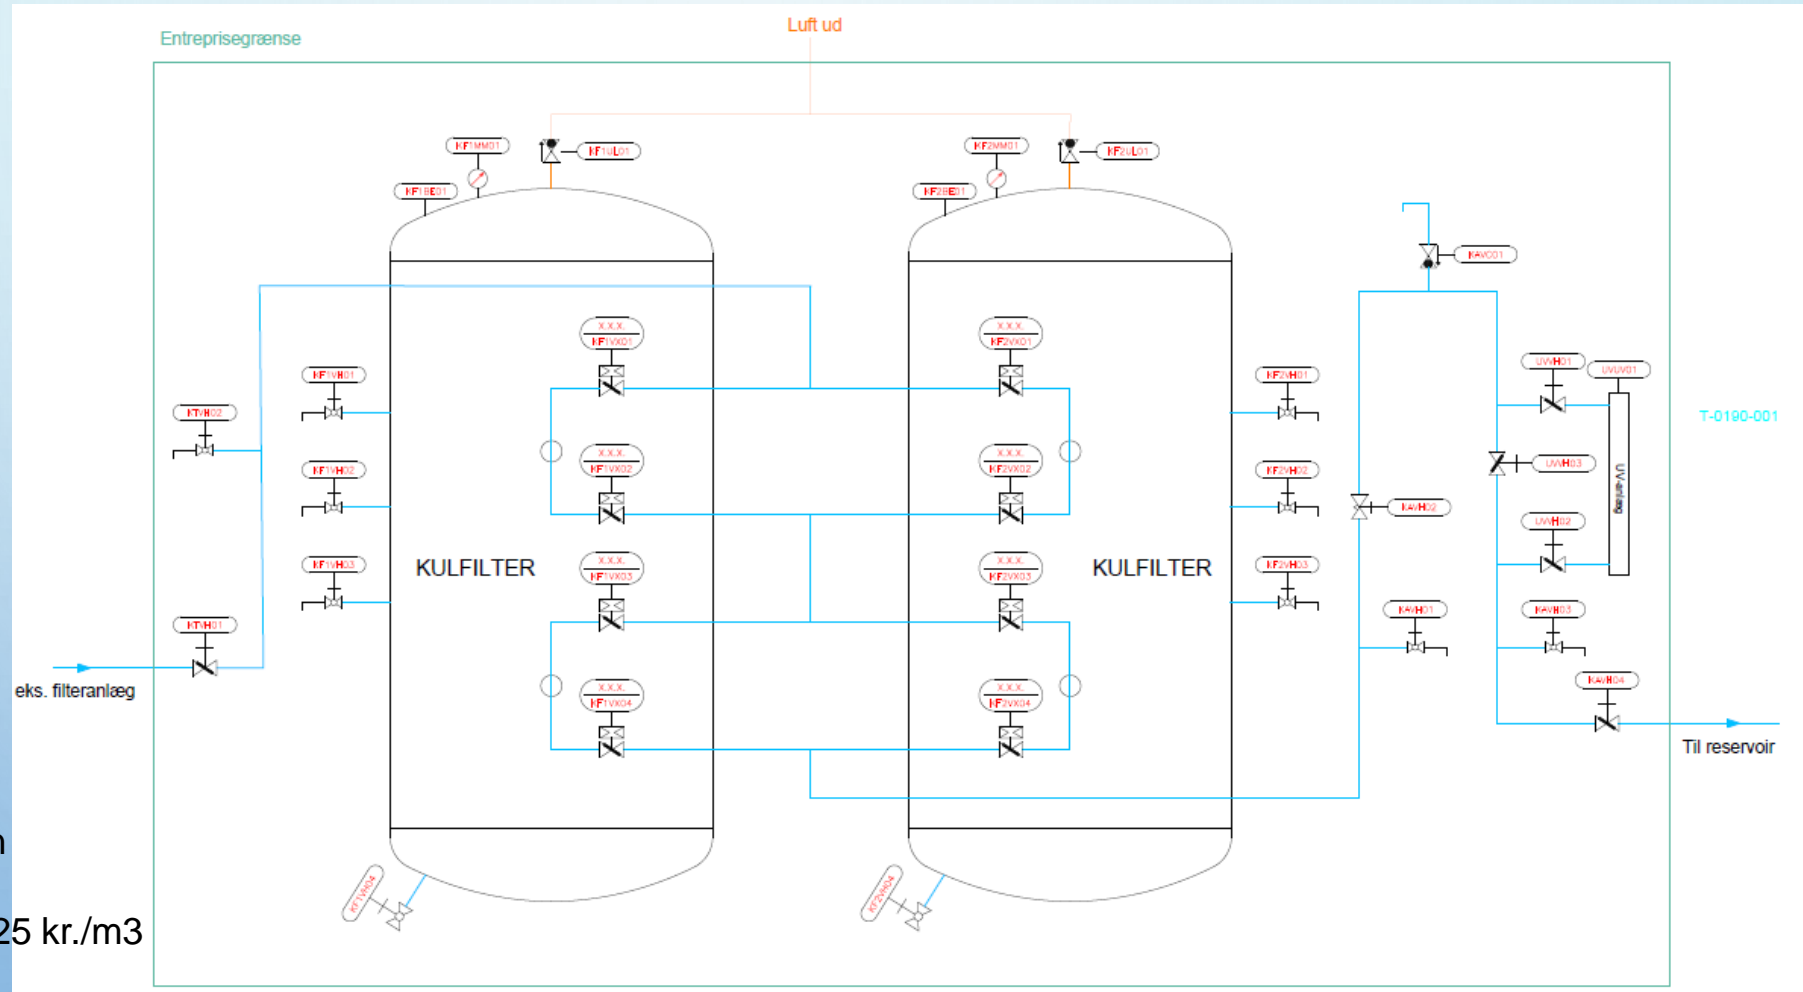 Luft ud
Entreprisegrænse
KF1MM01
KF1UL01
KF1BE01
KF2MM01
KF2UL01
KF2BE01
KAVC01
X.X.X.
KF1VX01
X.X.X.
KF2VX01
KF1VH01
KF2VH01
UVVH01
UVUV01
KTVH02
T-0190-001
X.X.X.
KF1VX02
X.X.X.
KF2VX02
KF1VH02
KF2VH02
UVVH03
UV-anlæg
KAVH02
UVVH02
KULFILTER
KULFILTER
KF1VH03
X.X.X.
KF1VX03
X.X.X.
KF2VX03
KF2VH03
KTVH01
KAVH01
KAVH03
eks. filteranlæg
X.X.X.
KF1VX04
X.X.X.
KF2VX04
KAVH04
Til reservoir
KF1VH04
KF2VH04
25 kr./m3